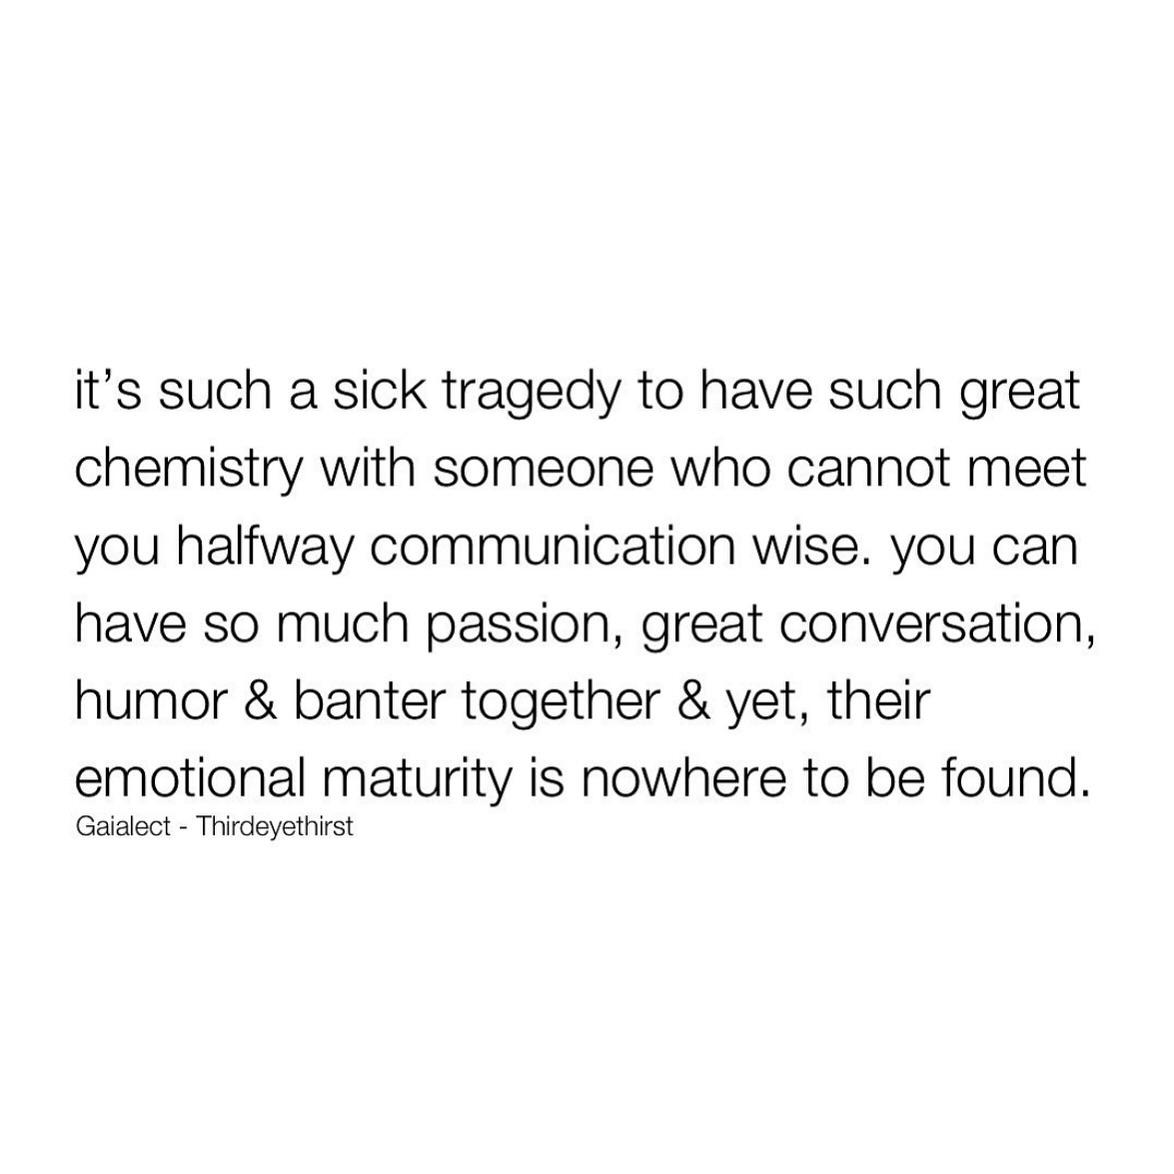 it’s such a sick tragedy to have such great
chemistry with someone who cannot meet
you halfway communication wise. you can
have so much passion, great conversation,
humor & banter together & yet, their
emotional maturity is nowhere to be found.
Gaialect - Thirdeyethirst